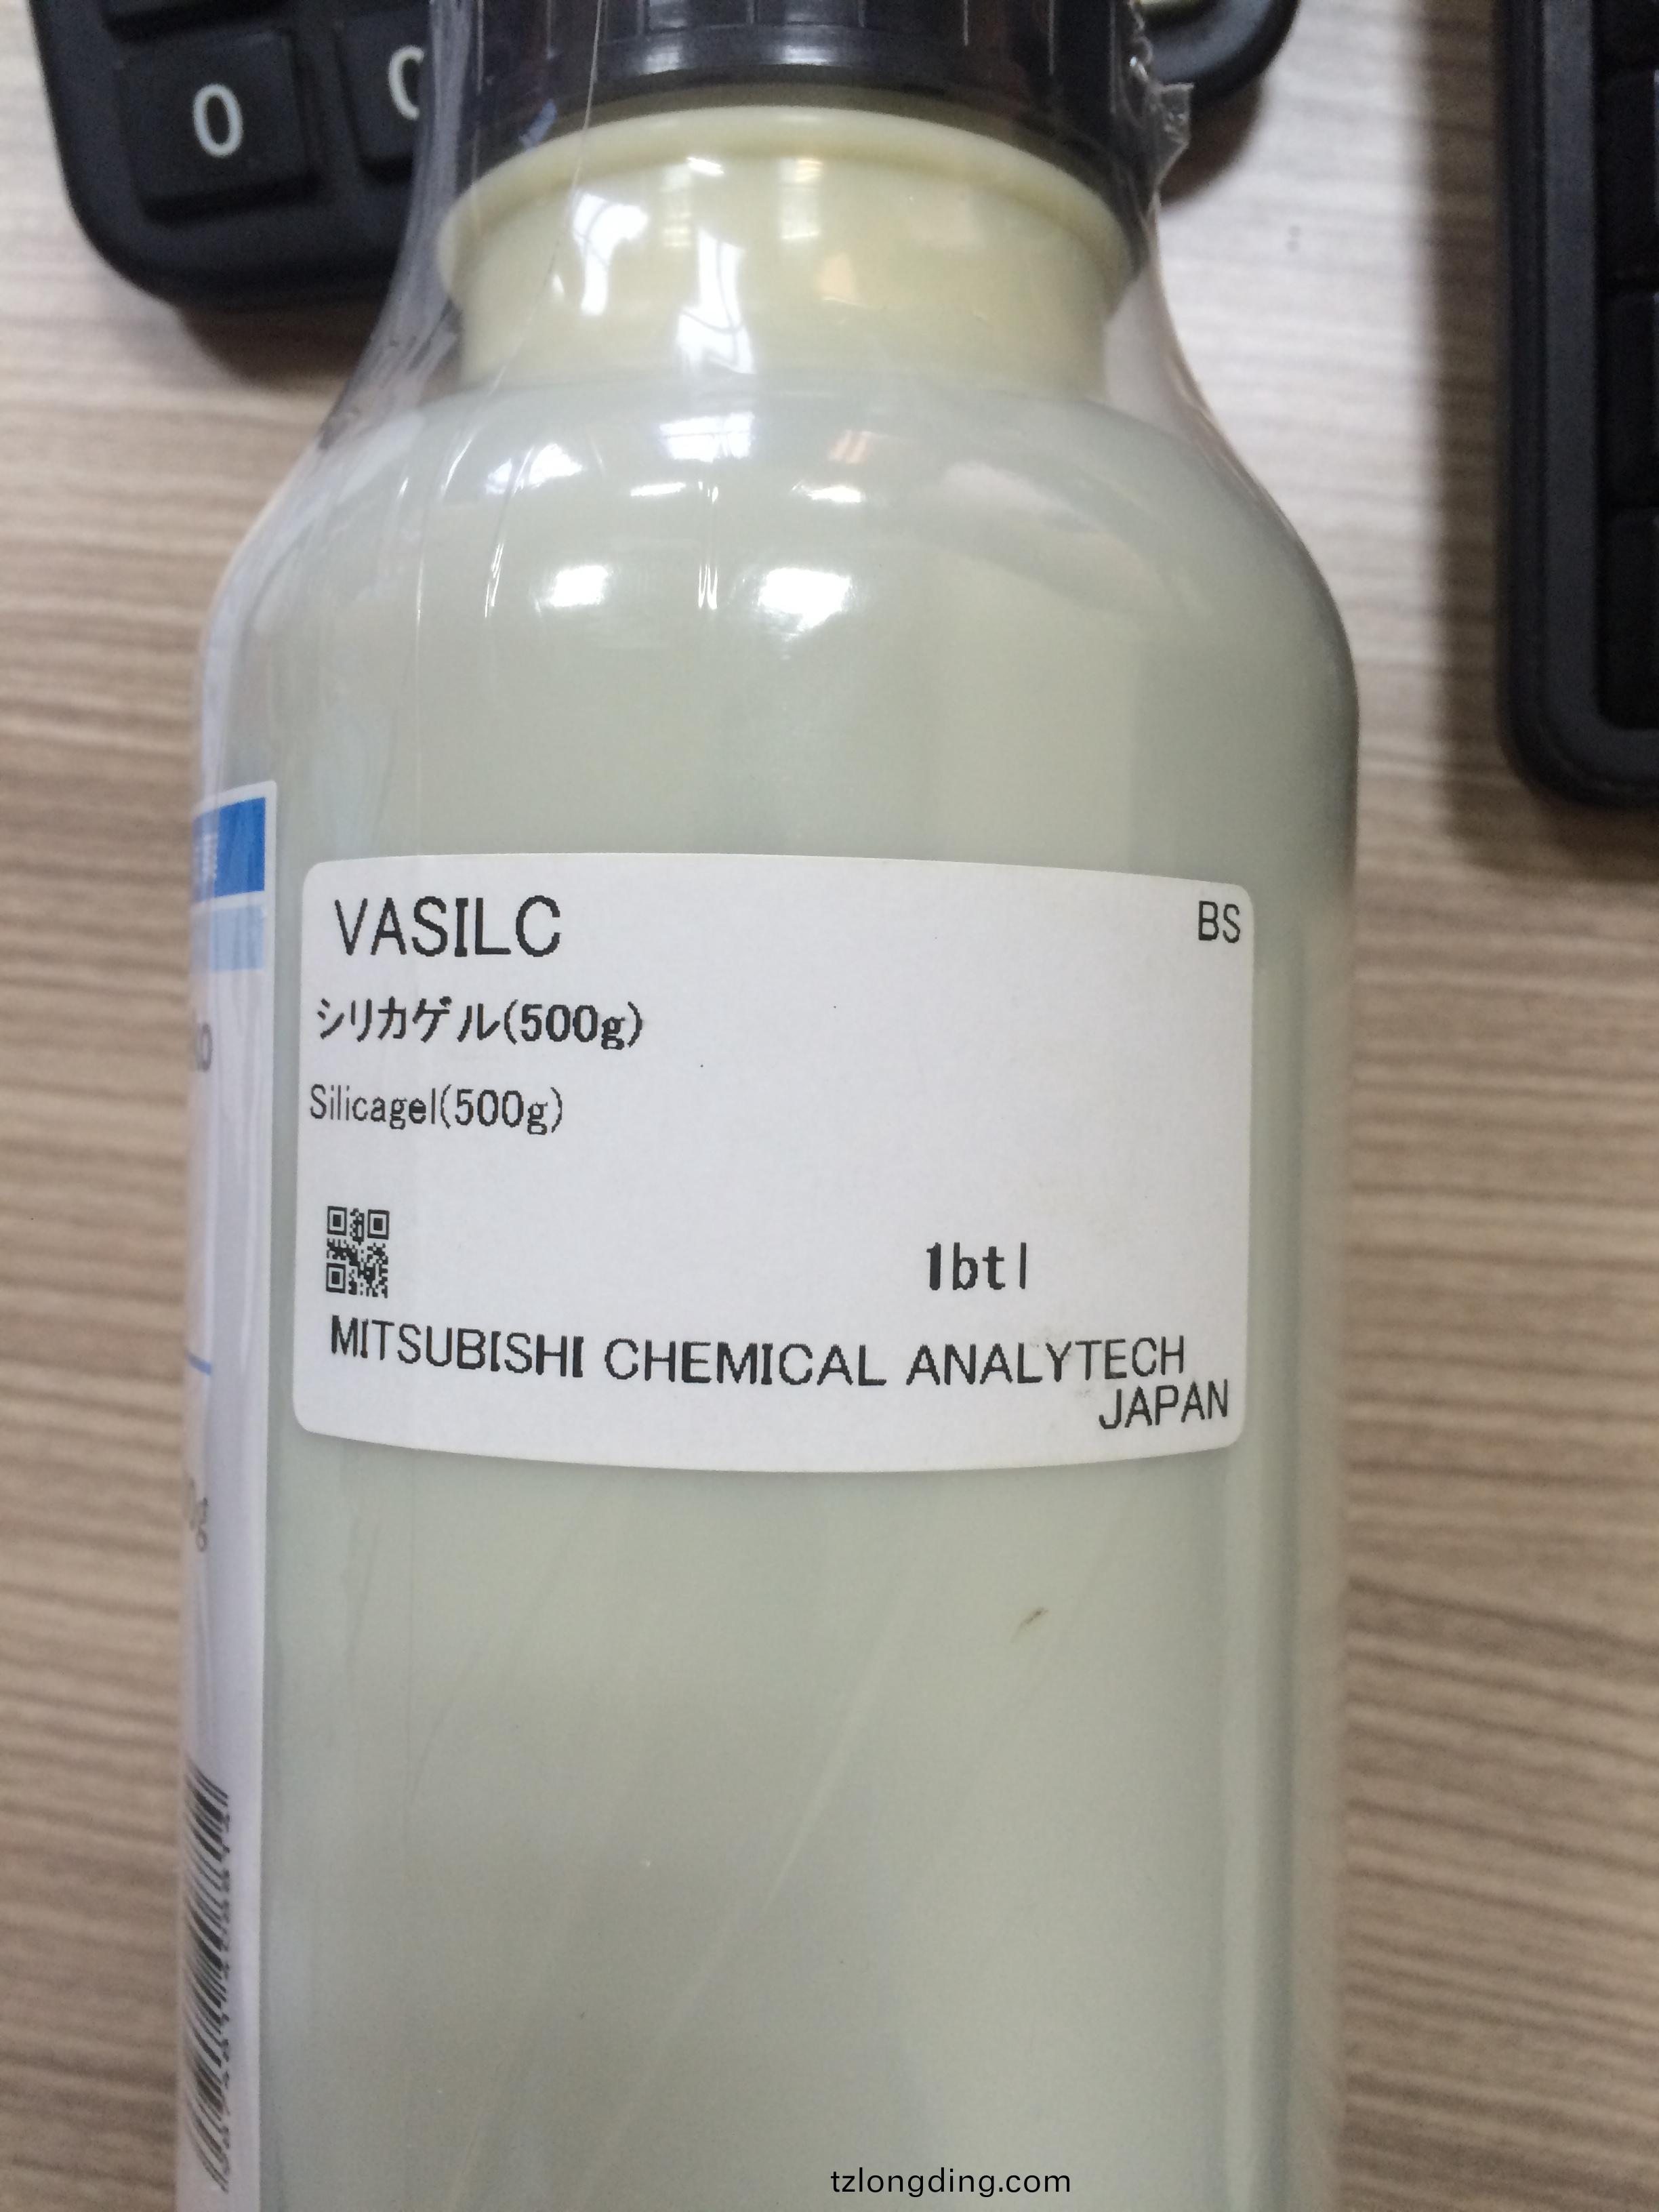 0
VASILC
BS
シリカゲル(500g)
Silicagel(500g)
1btl
MITSUBISHI CHEMICAL ANALYTECH
JAPAN
tzlongding.com